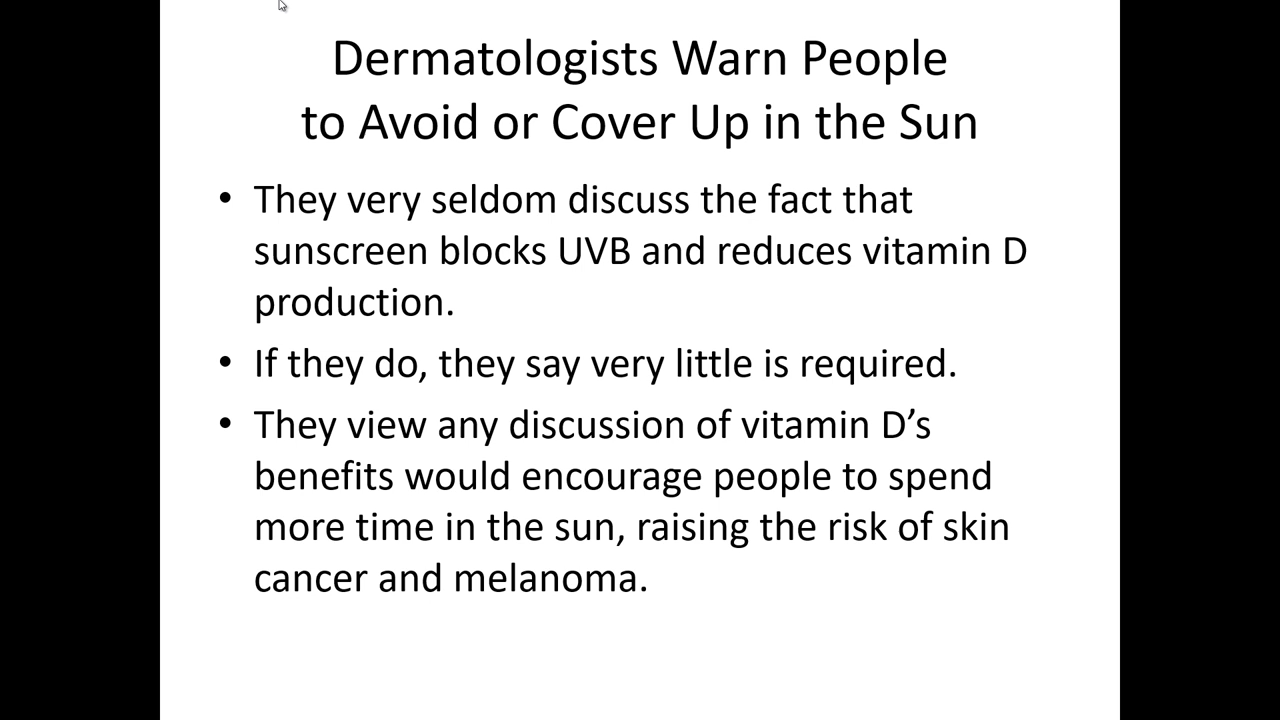 Dermatologists Warn People
to Avoid or Cover Up in the Sun
• They very seldom discuss the fact that
sunscreen blocks UVB and reduces vitamin D
production.
• If they do, they say very little is required.
• They view any discussion of vitamin D’s
benefits would encourage people to spend
more time in the sun, raising the risk of skin
cancer and melanoma.